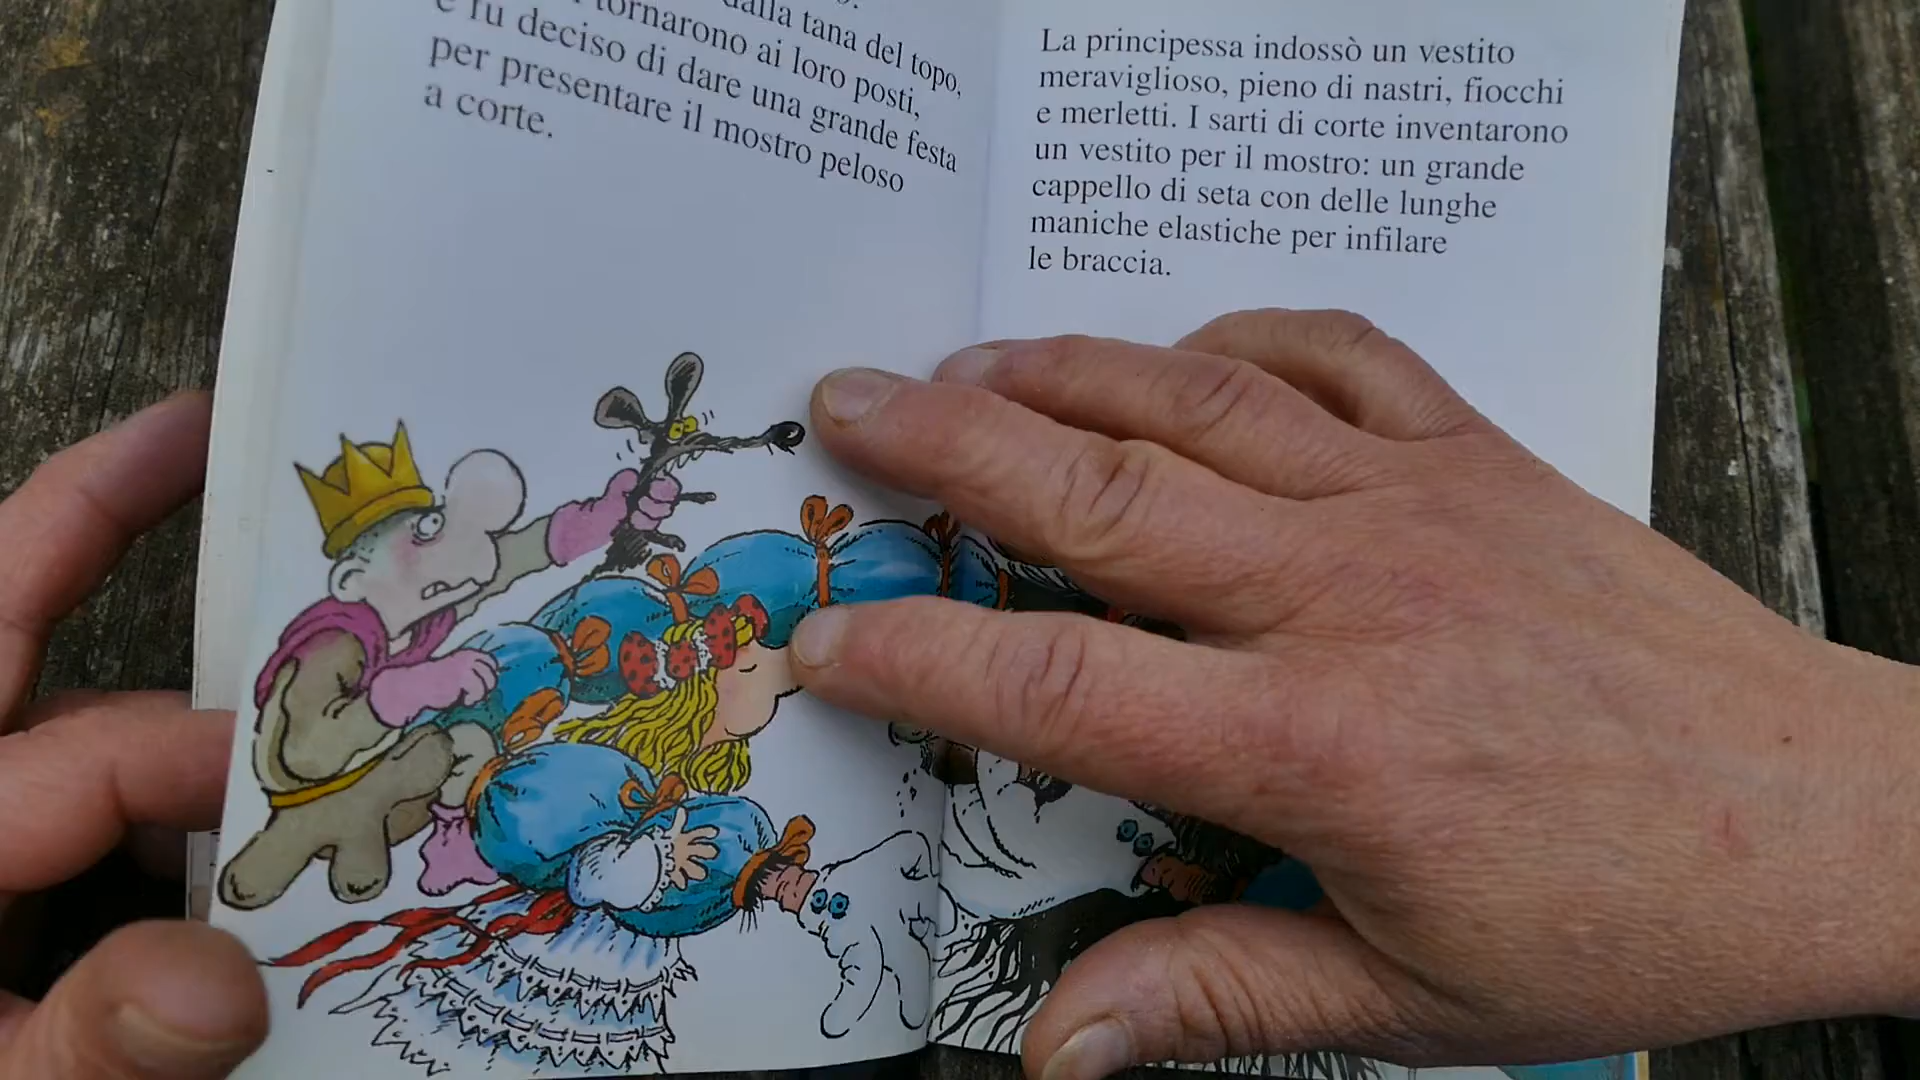 dalla tana del topo,
tornarono ai loro posti,
e fu deciso di dare una grande festa
per presentare il mostro peloso
a corte.
La principessa indossò un vestito
meraviglioso, pieno di nastri, fiocchi
e merletti. I sarti di corte inventarono
un vestito per il mostro: un grande
cappello di seta con delle lunghe
maniche elastiche per infilare
le braccia.